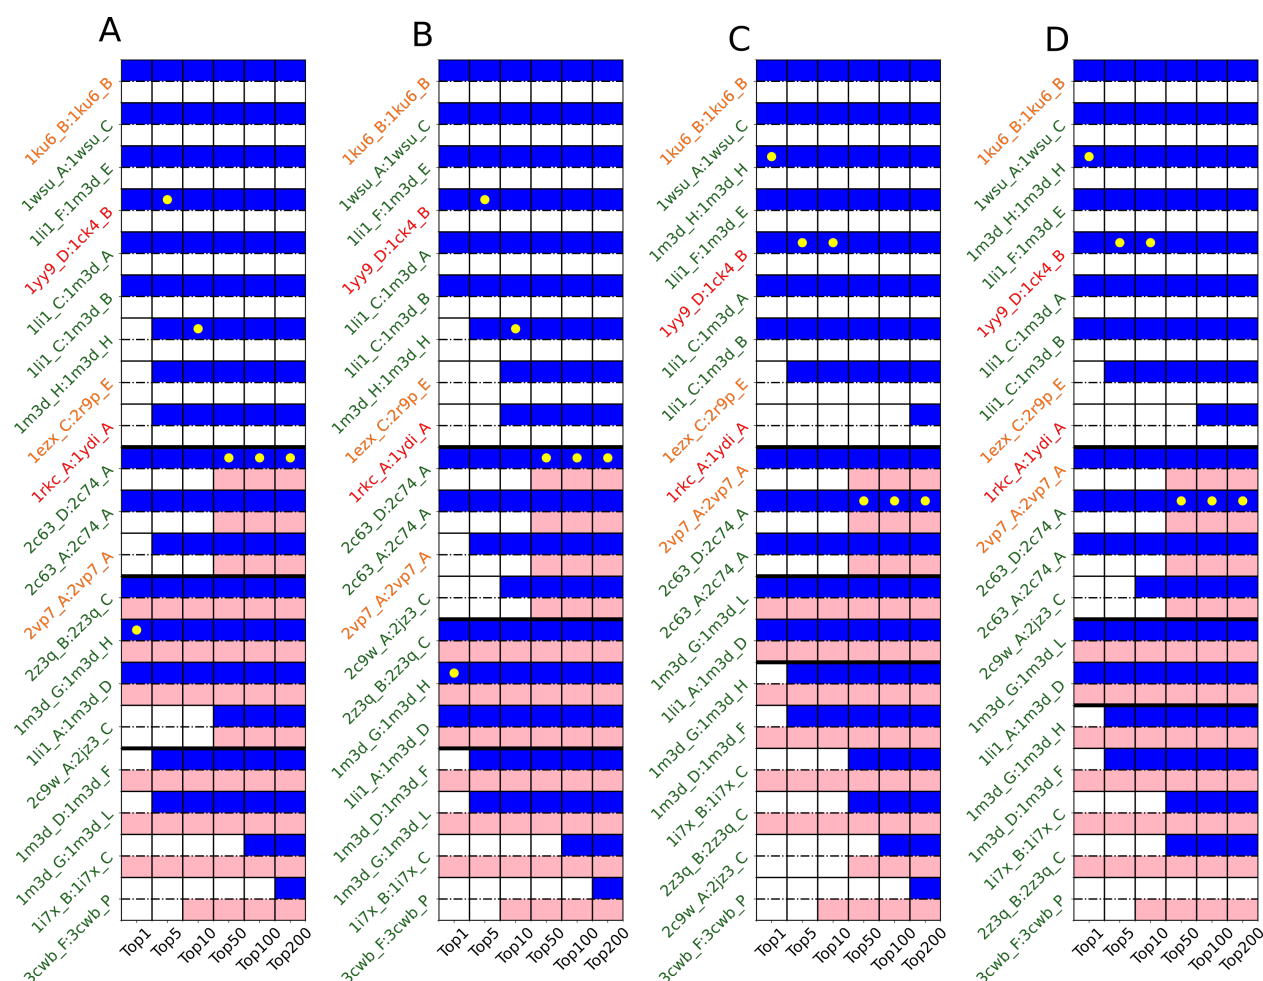 A
1ku6_B:1ku6_B
1wsu_A:1wsu_C
1li1_F:1m3d_E
1yy9_D:1ck4_B
1li1_C:1m3d_A
1li1_C:1m3d_B
1m3d_H:1m3d_H
1ezx_C:2r9p_E
1rkc_A:1ydi_A
2c63_D:2c74_A
2c63_A:2c74_A
2vp7_A:2vp7_A
2z3q_B:2z3q_C
1m3d_G:1m3d_H
1li1_A:1m3d_D
2c9w_A:2jz3_C
1m3d_D:1m3d_F
1m3d_G:1m3d_L
1i7x_B:1i7x_C
3cwb_F:3cwb_P
Top1
Top5
Top10
Top50
Top100
Top200
B
1ku6_B:1ku6_B
1wsu_A:1wsu_C
1li1_F:1m3d_E
1yy9_D:1ck4_B
1li1_C:1m3d_A
1li1_C:1m3d_B
1m3d_H:1m3d_H
1ezx_C:2r9p_E
1rkc_A:1ydi_A
2c63_D:2c74_A
2c63_A:2c74_A
2vp7_A:2vp7_A
2c9w_A:2jz3_C
2z3q_B:2z3q_C
1m3d_G:1m3d_H
1li1_A:1m3d_D
1m3d_D:1m3d_F
1m3d_G:1m3d_L
1i7x_B:1i7x_C
3cwb_F:3cwb_P
Top1
Top5
Top10
Top50
Top100
Top200
C
1ku6_B:1ku6_B
1wsu_A:1wsu_C
1m3d_H:1m3d_H
1li1_F:1m3d_E
1yy9_D:1ck4_B
1li1_C:1m3d_A
1li1_C:1m3d_B
1ezx_C:2r9p_E
1rkc_A:1ydi_A
2vp7_A:2vp7_A
2c63_D:2c74_A
2c63_A:2c74_A
1m3d_G:1m3d_L
1li1_A:1m3d_D
1m3d_G:1m3d_H
1m3d_D:1m3d_F
1i7x_B:1i7x_C
2z3q_B:2z3q_C
2c9w_A:2jz3_C
3cwb_F:3cwb_P
Top1
Top5
Top10
Top50
Top100
Top200
D
1ku6_B:1ku6_B
1wsu_A:1wsu_C
1m3d_H:1m3d_H
1li1_F:1m3d_E
1yy9_D:1ck4_B
1li1_C:1m3d_A
1li1_C:1m3d_B
1ezx_C:2r9p_E
1rkc_A:1ydi_A
2vp7_A:2vp7_A
2c63_D:2c74_A
2c63_A:2c74_A
2c9w_A:2jz3_C
1m3d_G:1m3d_L
1li1_A:1m3d_D
1m3d_G:1m3d_H
1m3d_D:1m3d_F
1i7x_B:1i7x_C
2z3q_B:2z3q_C
3cwb_F:3cwb_P
Top1
Top5
Top10
Top50
Top100
Top200